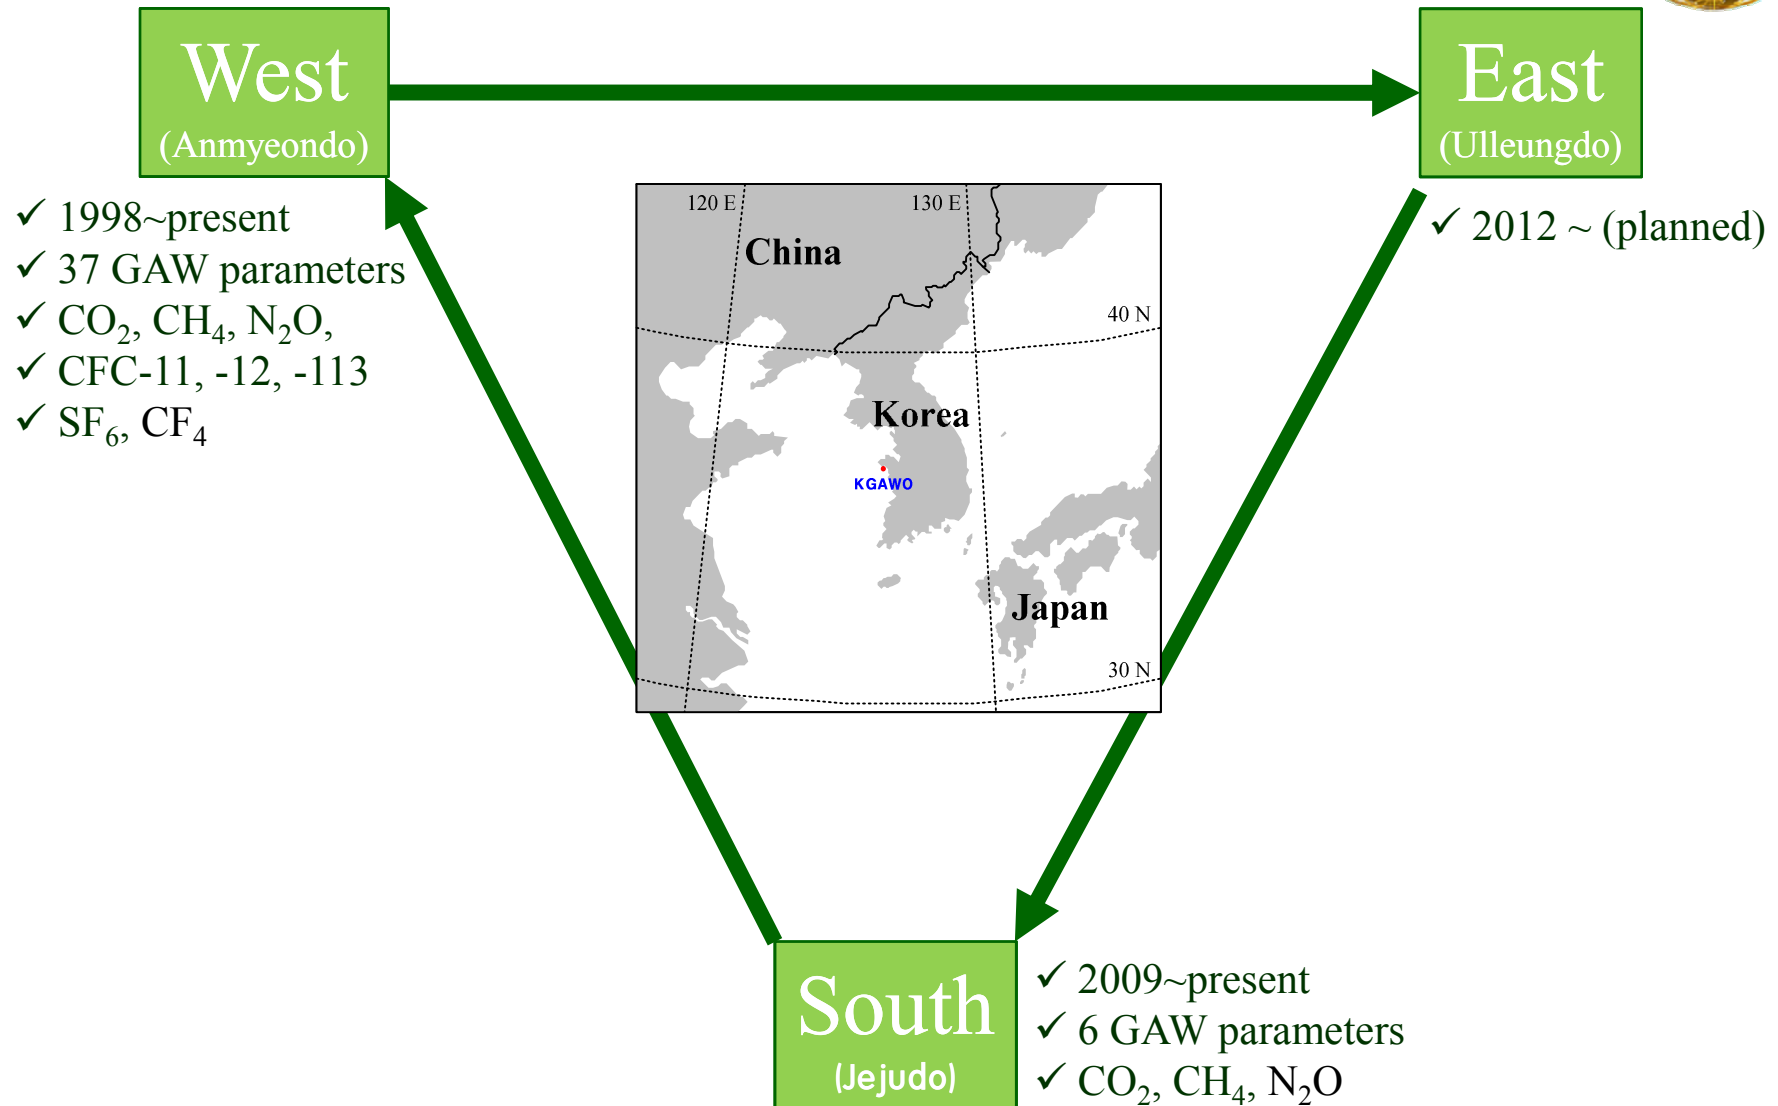 West
(Anmyeondo)
East
(Ulleungdo)
✓ 1998~present
✓ 37 GAW parameters
✓ CO₂, CH₄, N₂O,
✓ CFC-11, -12, -113
✓ SF₆, CF₄
✓ 2012 ~ (planned)
120 E
130 E
China
40 N
Korea
KGAWO
Japan
30 N
South
(Jejudo)
✓ 2009~present
✓ 6 GAW parameters
✓ CO₂, CH₄, N₂O